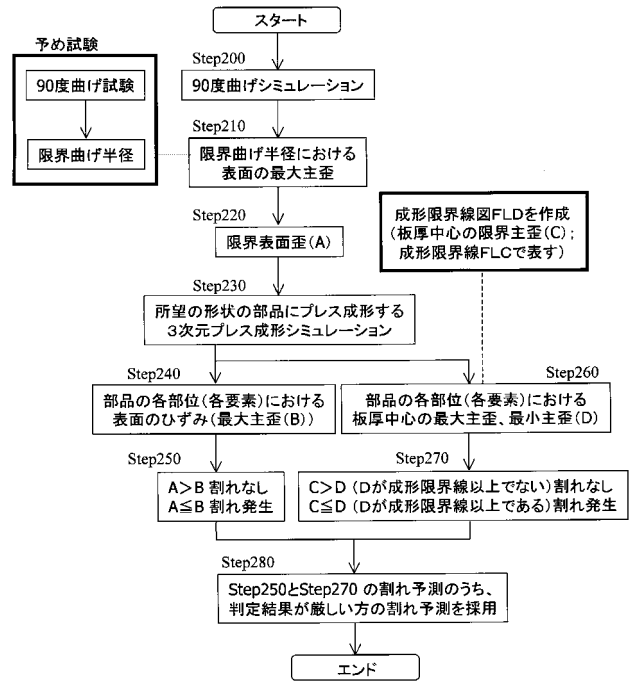 スタート
予め試験
90度曲げ試験
限界曲げ半径
Step200
90度曲げシミュレーション
Step210
限界曲げ半径における
表面の最大主歪
Step220
限界表面歪(A)
成形限界線図FLDを作成
(板厚中心の限界主歪(C);
成形限界線FLCで表す)
Step230
所望の形状の部品にプレス成形する
3次元プレス成形シミュレーション
Step240
部品の各部位(各要素)における
表面のひずみ(最大主歪(B))
Step260
部品の各部位(各要素)における
板厚中心の最大主歪、最小主歪(D)
Step250
A>B 割れなし
A≦B 割れ発生
Step270
C>D (Dが成形限界線以上でない)割れなし
C≦D (Dが成形限界線以上である)割れ発生
Step280
Step250とStep270 の割れ予測のうち、
判定結果が厳しい方の割れ予測を採用
エンド